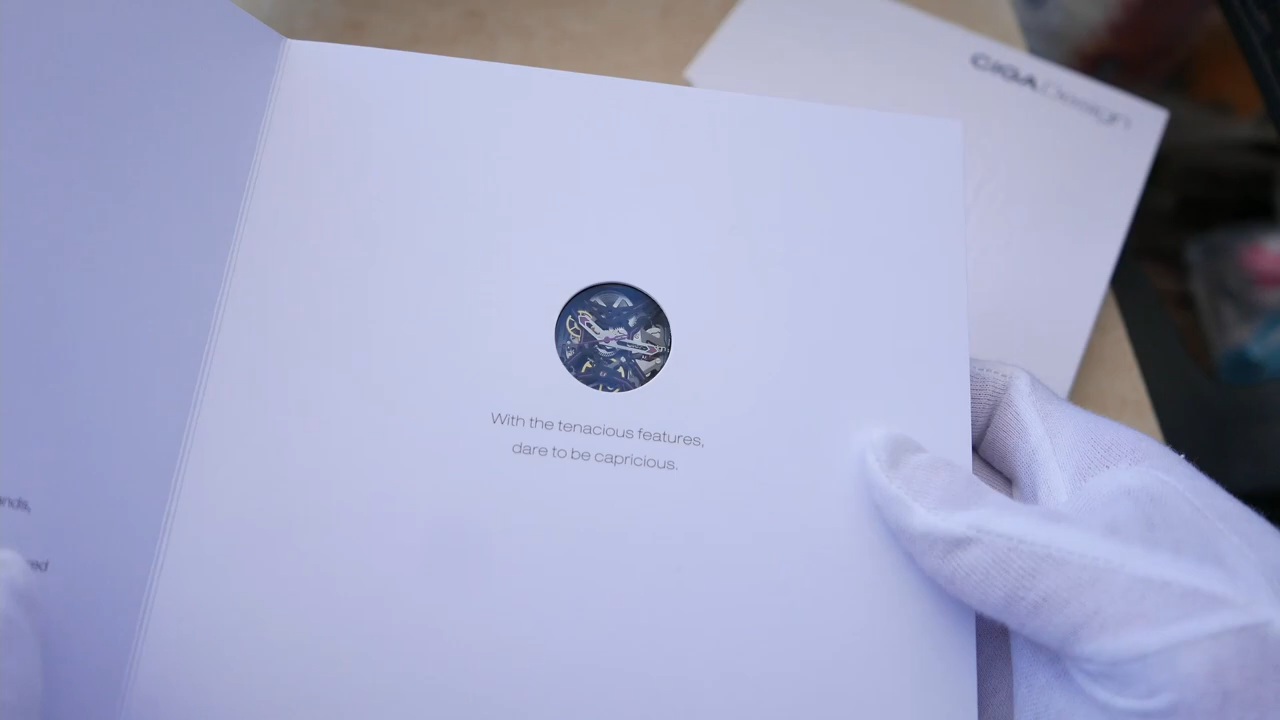 CIGA Design
With the tenacious features,
dare to be capricious.